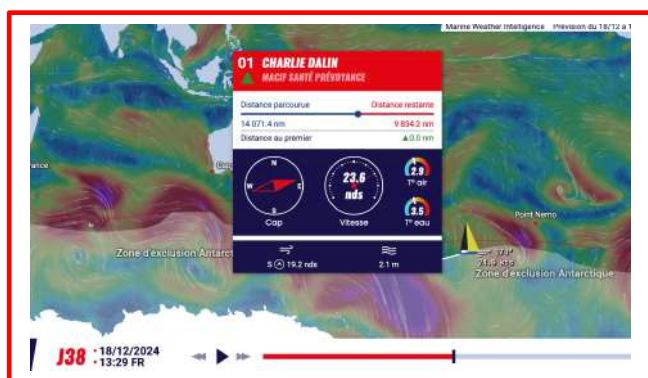 Marine Weather Intelligence Prévision du 18/12 à 1
01 CHARLIE DALIN
MACIF SANTÉ PRÉVOYANCE
Distance parcourue Distance restante
14 071.4 nm 9 834.2 nm
Distance au premier ▲0.0 nm
N
W E
S
Cap
23.6
nds
Vitesse
2.9
T° air
3.5
T° eau
S 19.2 nds 2.1 m
rance
Point Nemo
Zone d'exclusion Antarct
Zone d'exclusion Antarctique
J38 18/12/2024
13:29 FR